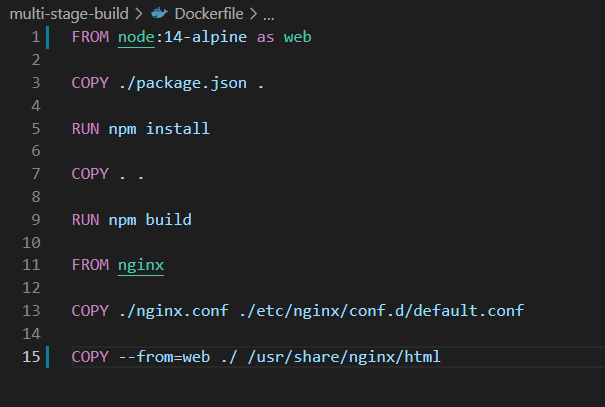 multi-stage-build > Dockerfile > ...
1 FROM node:14-alpine as web
2
3 COPY ./package.json .
4
5 RUN npm install
6
7 COPY . .
8
9 RUN npm build
10
11 FROM nginx
12
13 COPY ./nginx.conf ./etc/nginx/conf.d/default.conf
14
15 COPY --from=web ./ /usr/share/nginx/html